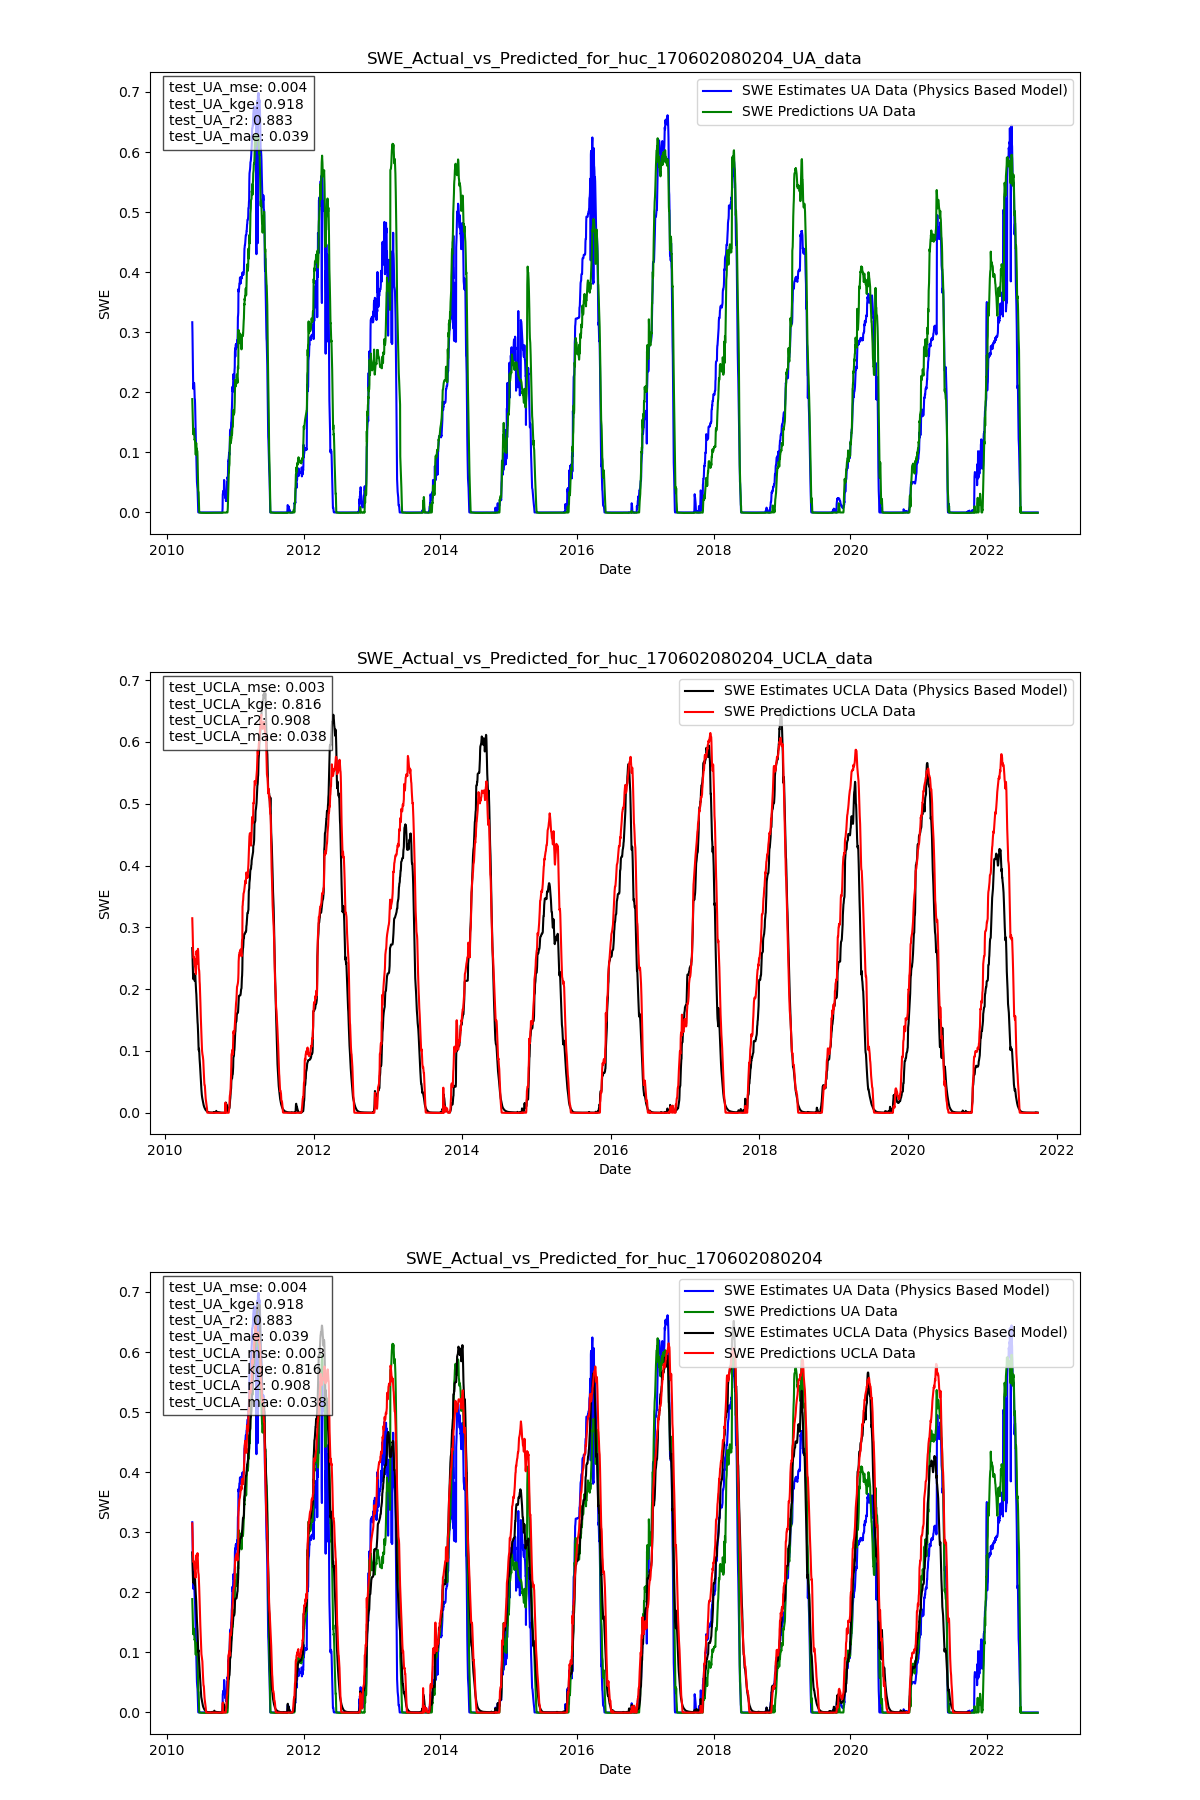 SWE_Actual_vs_Predicted_for_huc_170602080204_UA_data
test_UA_mse: 0.004
test_UA_kge: 0.918
test_UA_r2: 0.883
test_UA_mae: 0.039
SWE Estimates UA Data (Physics Based Model)
SWE Predictions UA Data
0.7
0.6
0.5
0.4
0.3
0.2
0.1
0.0
SWE
2010 2012 2014 2016 2018 2020 2022
Date
SWE_Actual_vs_Predicted_for_huc_170602080204_UCLA_data
test_UCLA_mse: 0.003
test_UCLA_kge: 0.816
test_UCLA_r2: 0.908
test_UCLA_mae: 0.038
SWE Estimates UCLA Data (Physics Based Model)
SWE Predictions UCLA Data
0.7
0.6
0.5
0.4
0.3
0.2
0.1
0.0
SWE
2010 2012 2014 2016 2018 2020 2022
Date
SWE_Actual_vs_Predicted_for_huc_170602080204
test_UA_mse: 0.004
test_UA_kge: 0.918
test_UA_r2: 0.883
test_UA_mae: 0.039
test_UCLA_mse: 0.003
test_UCLA_kge: 0.816
test_UCLA_r2: 0.908
test_UCLA_mae: 0.038
SWE Estimates UA Data (Physics Based Model)
SWE Predictions UA Data
SWE Estimates UCLA Data (Physics Based Model)
SWE Predictions UCLA Data
0.7
0.6
0.5
0.4
0.3
0.2
0.1
0.0
SWE
2010 2012 2014 2016 2018 2020 2022
Date